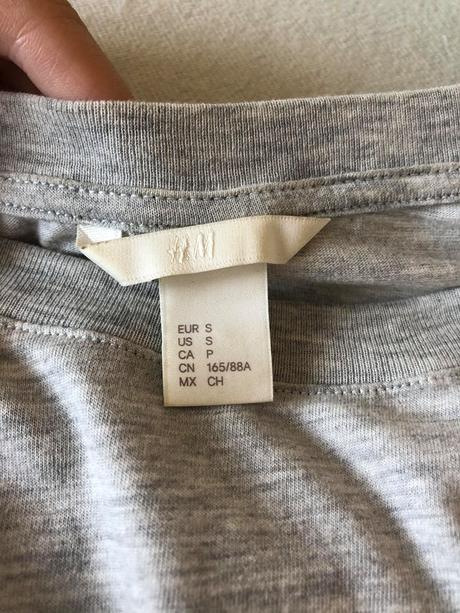 H&M
EUR S
US S
CA P
CN 165/88A
MX CH